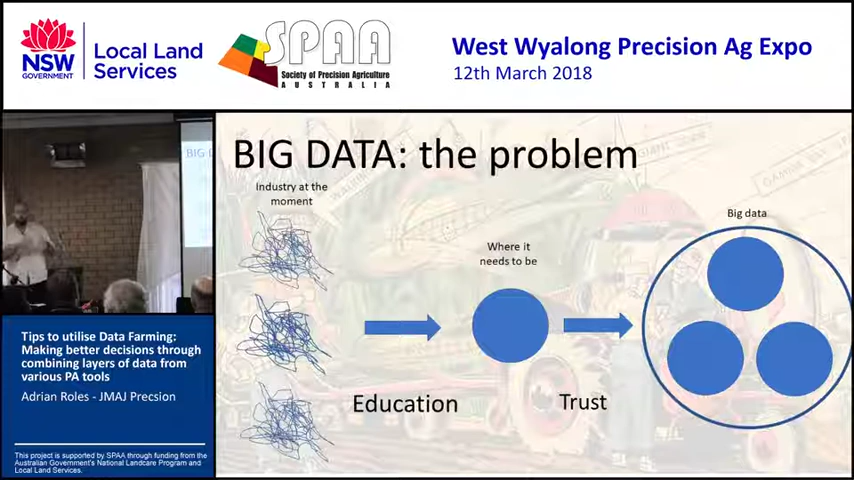 NSW
GOVERNMENT
Local Land
Services
SPAA
Society of Precision Agriculture
AUSTRALIA
West Wyalong Precision Ag Expo
12th March 2018
BIG DATA: the problem
Industry at the
moment
Where it
needs to be
Big data
Education
Trust
BIG D
Tips to utilise Data Farming:
Making better decisions through
combining layers of data from
various PA tools
Adrian Roles - JMAJ Precsion
This project is supported by SPAA through funding from the
Australian Government's National Landcare Program and
Local Land Services.